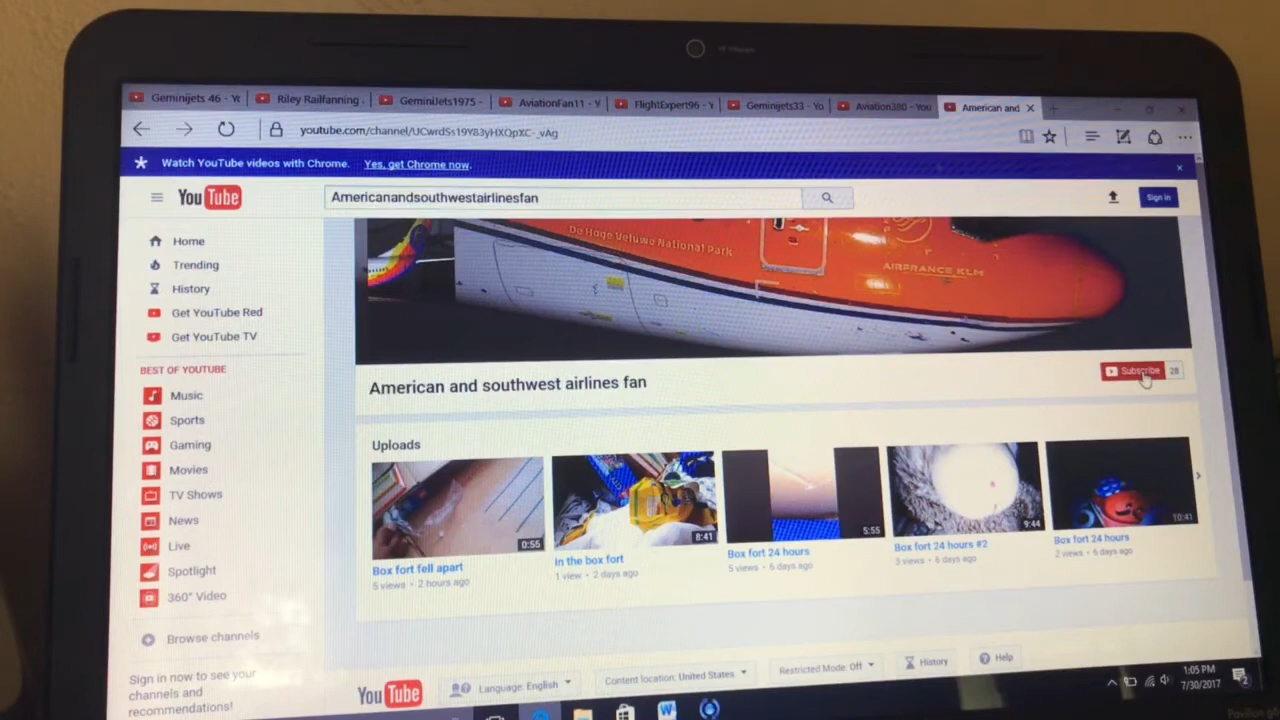 Geminijets 46 - Yo
Riley Railfanning
GeminiJets1975 -
AviationFan11 - Y
FlightExpert96 - Y
Geminijets33 - Yo
Aviation380 - You
American and
youtube.com/channel/UCwrdSs19Y83yHXQpXC-_vAg
Watch YouTube videos with Chrome. Yes, get Chrome now.
YouTube
Americanandsouthwestairlinesfan
Sign in
Home
Trending
History
Get YouTube Red
Get YouTube TV
BEST OF YOUTUBE
Music
Sports
Gaming
Movies
TV Shows
News
Live
Spotlight
360° Video
Browse channels
Sign in now to see your
channels and
recommendations!
De Hoge Veluwe National Park
AIRFRANCE KLM
American and southwest airlines fan
Subscribe 28
Uploads
0:55
8:41
5:55
9:44
10:41
Box fort fell apart
5 views • 2 hours ago
In the box fort
1 view • 2 days ago
Box fort 24 hours
5 views • 6 days ago
Box fort 24 hours #2
3 views • 6 days ago
Box fort 24 hours
2 views • 6 days ago
YouTube
Language: English
Content location: United States
Restricted Mode: Off
History
Help
1:05 PM
7/30/2017
2